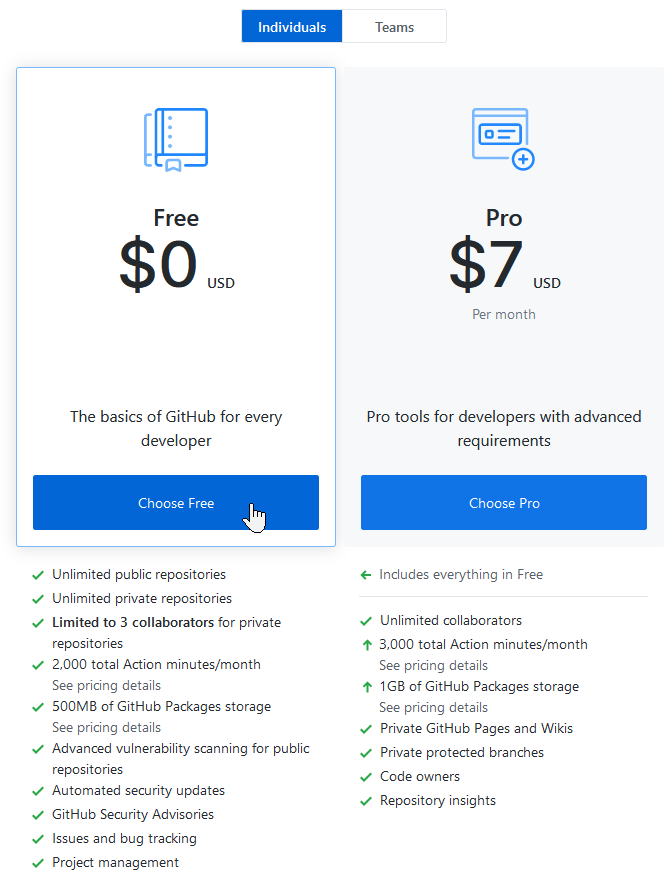 Individuals
Teams
Free
$0 USD
The basics of GitHub for every
developer
Choose Free
Unlimited public repositories
Unlimited private repositories
Limited to 3 collaborators for private
repositories
2,000 total Action minutes/month
See pricing details
500MB of GitHub Packages storage
See pricing details
Advanced vulnerability scanning for public
repositories
Automated security updates
GitHub Security Advisories
Issues and bug tracking
Project management
Pro
$7 USD
Per month
Pro tools for developers with advanced
requirements
Choose Pro
Includes everything in Free
Unlimited collaborators
3,000 total Action minutes/month
See pricing details
1GB of GitHub Packages storage
See pricing details
Private GitHub Pages and Wikis
Private protected branches
Code owners
Repository insights